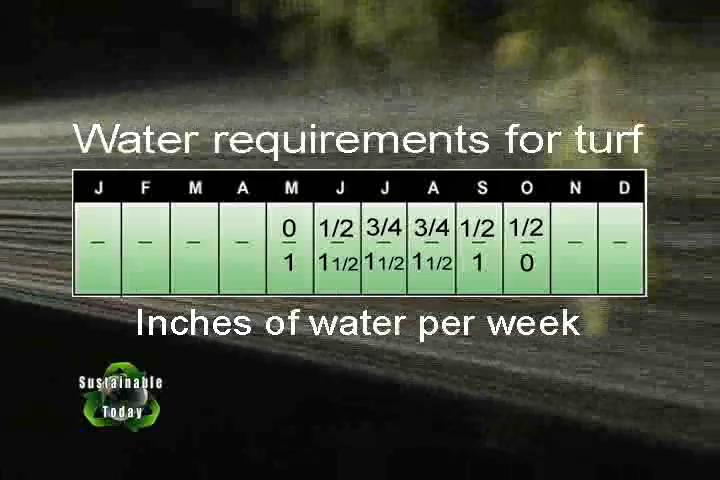 Water requirements for turf
J F M A M J J A S O N D
0 1/2 3/4 3/4 1/2 1/2
– – – – – – – – – – – –
1 1 1/2 1 1/2 1 1/2 1 0
Inches of water per week
Sustainable
Today